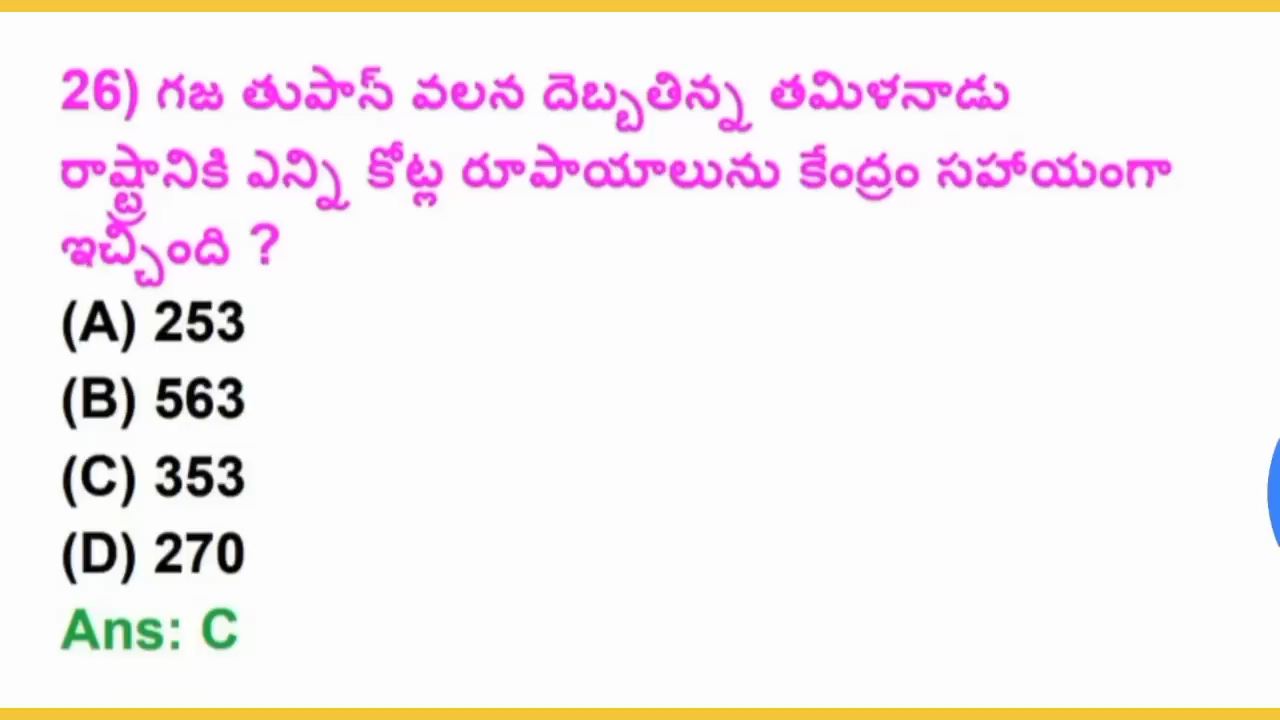 26) గజ తుపాస్ వలన దెబ్బతిన్న తమిళనాడు
రాష్ట్రానికి ఎన్ని కోట్ల రూపాయాలును కేంద్రం సహాయంగా
ఇచ్చింది ?
(A) 253
(B) 563
(C) 353
(D) 270
Ans: C